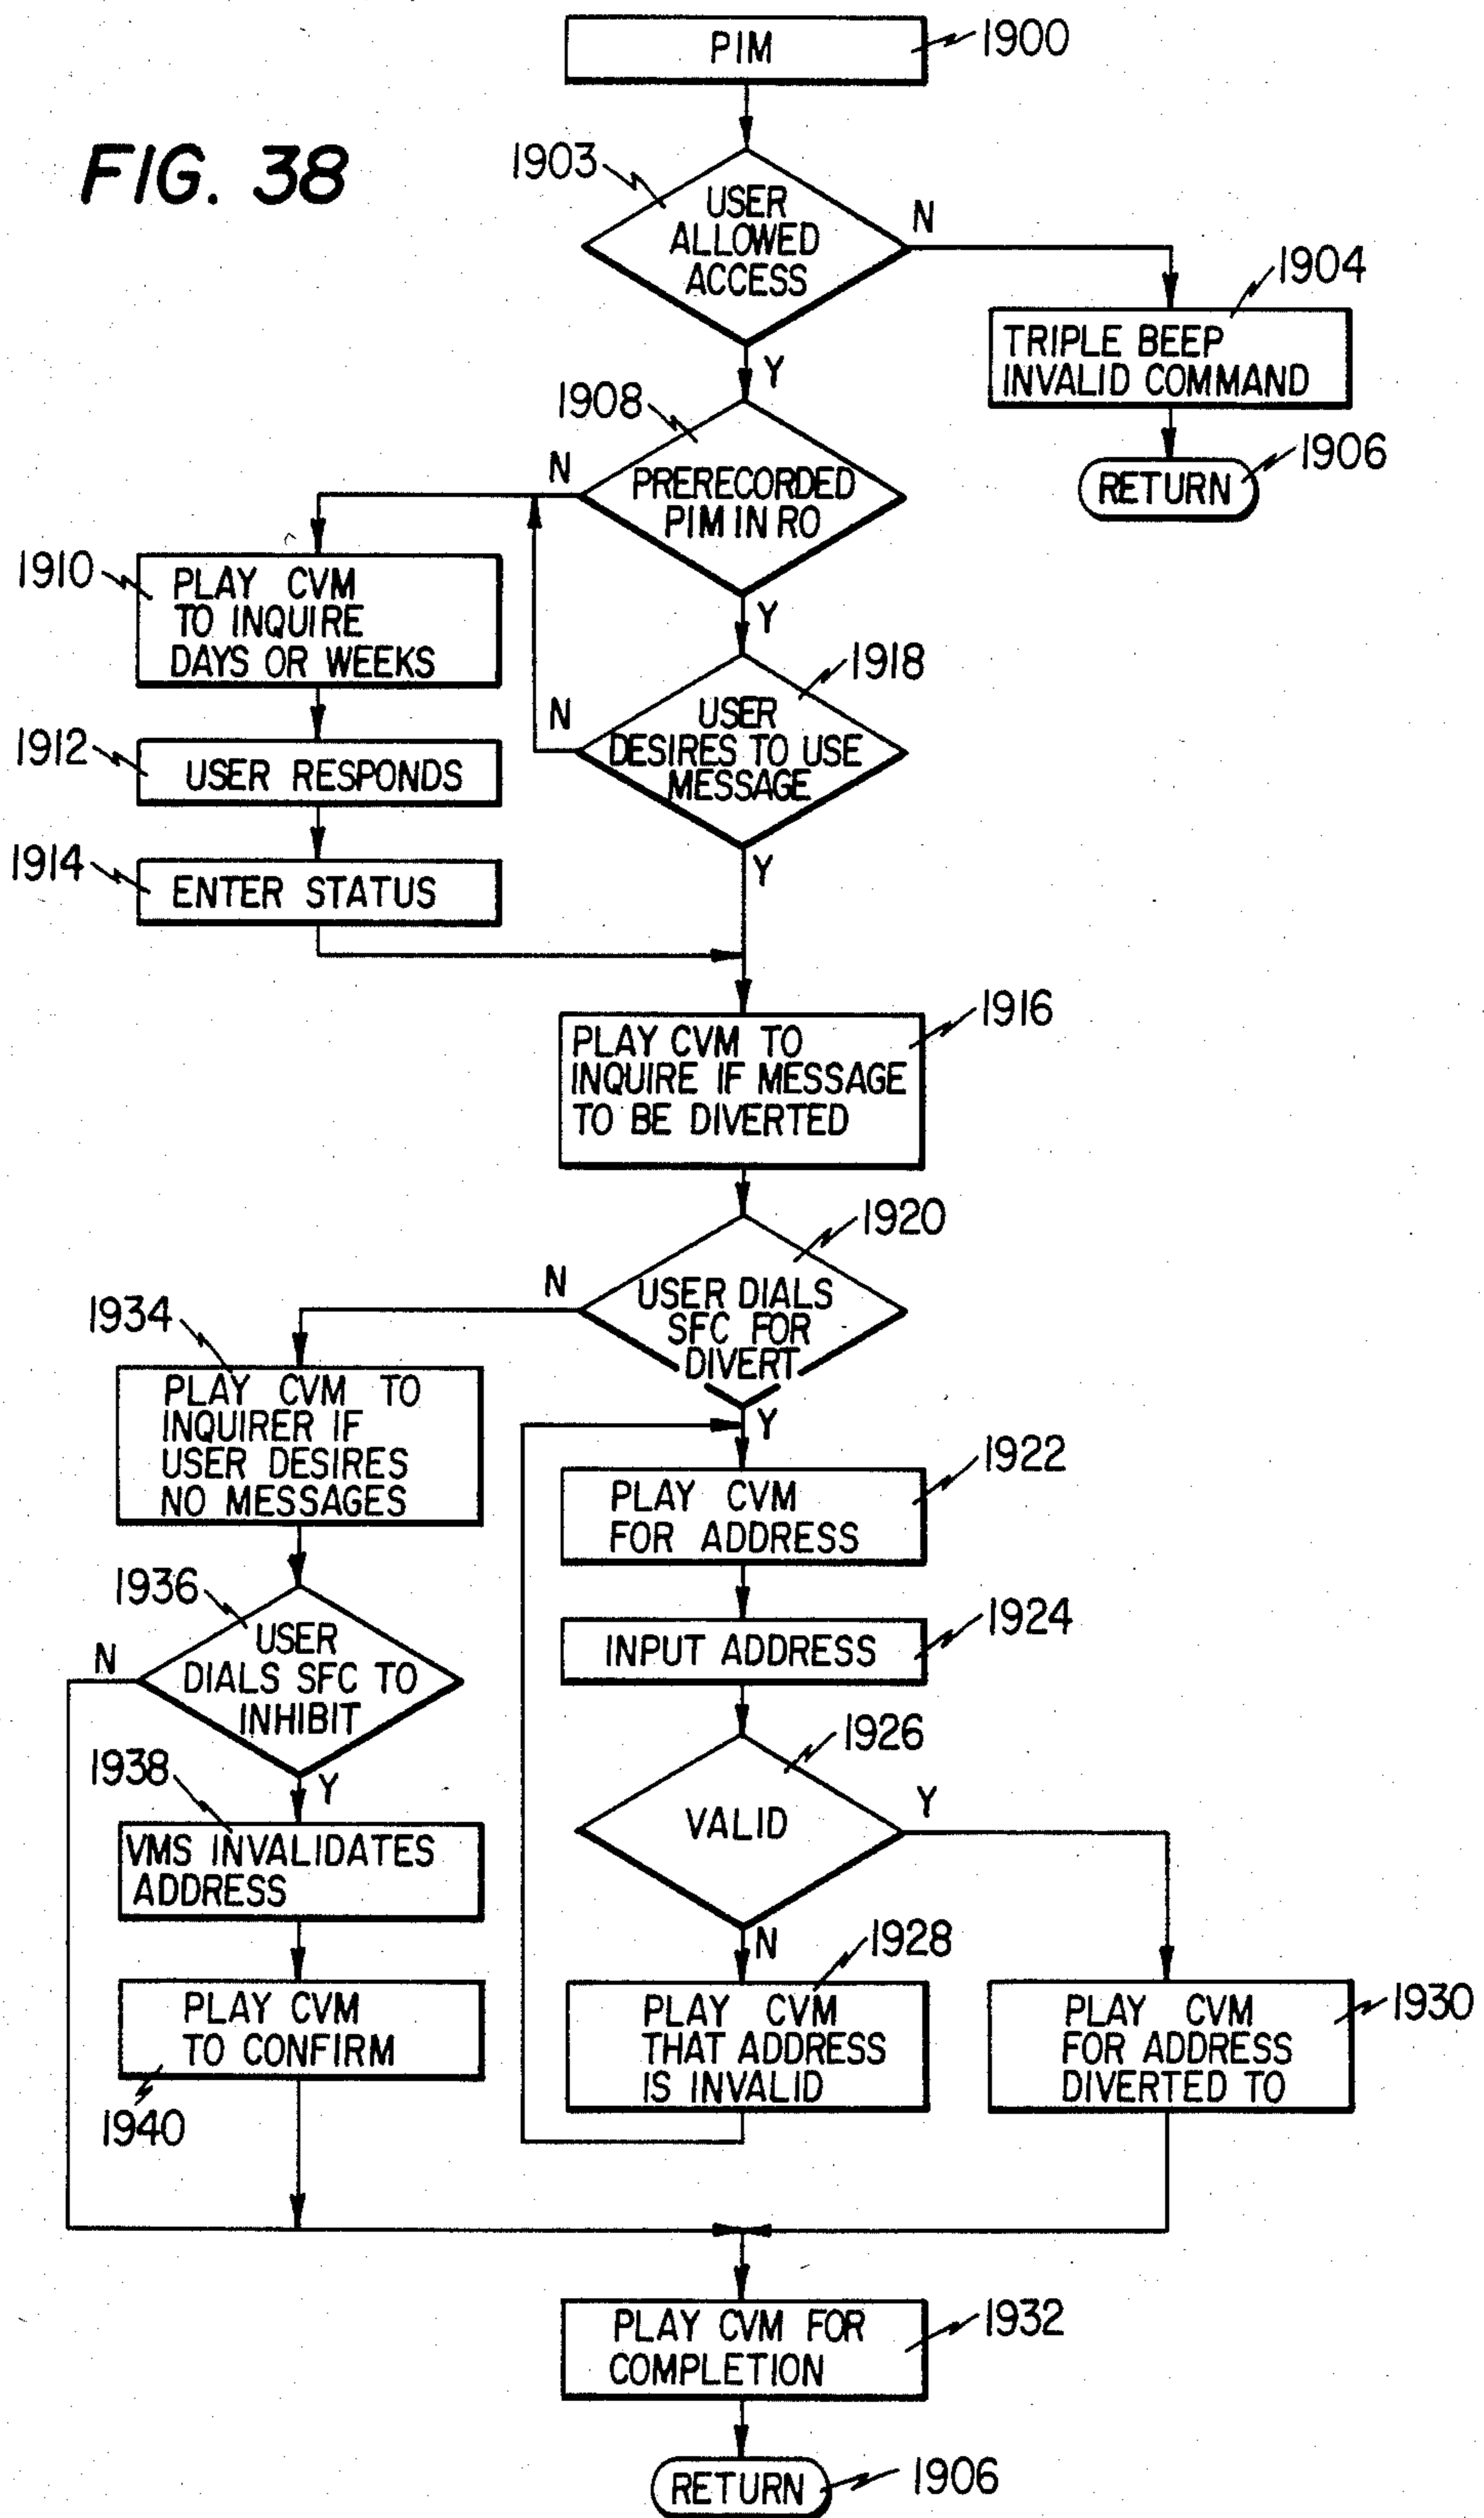 PIM
1900
FIG. 38
1903
USER
ALLOWED
ACCESS
N
Y
1904
TRIPLE BEEP
INVALID COMMAND
RETURN
1906
1908
PRERECORDED
PIM IN RO
N
Y
1910
PLAY CVM
TO INQUIRE
DAYS OR WEEKS
1918
USER
DESIRES TO USE
MESSAGE
N
Y
1912
USER RESPONDS
1914
ENTER STATUS
1916
PLAY CVM TO
INQUIRE IF MESSAGE
TO BE DIVERTED
1920
USER DIALS
SFC FOR
DIVERT
N
Y
1934
PLAY CVM TO
INQUIRER IF
USER DESIRES
NO MESSAGES
1922
PLAY CVM
FOR ADDRESS
1936
USER
DIALS SFC TO
INHIBIT
N
Y
1924
INPUT ADDRESS
1926
VALID
Y
N
1938
VMS INVALIDATES
ADDRESS
1928
PLAY CVM
THAT ADDRESS
IS INVALID
1930
PLAY CVM
FOR ADDRESS
DIVERTED TO
PLAY CVM
TO CONFIRM
1940
1932
PLAY CVM FOR
COMPLETION
RETURN
1906